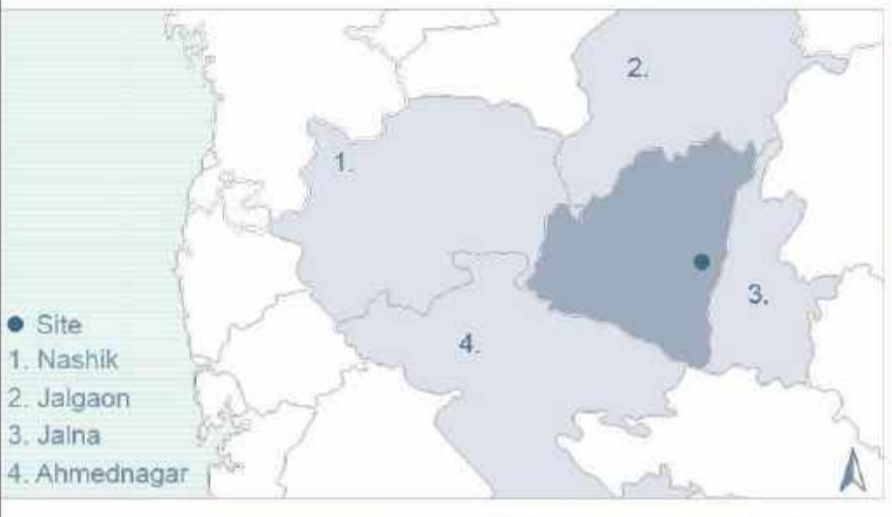 2.
1.
3.
4.
Site
1. Nashik
2. Jalgaon
3. Jalna
4. Ahmednagar